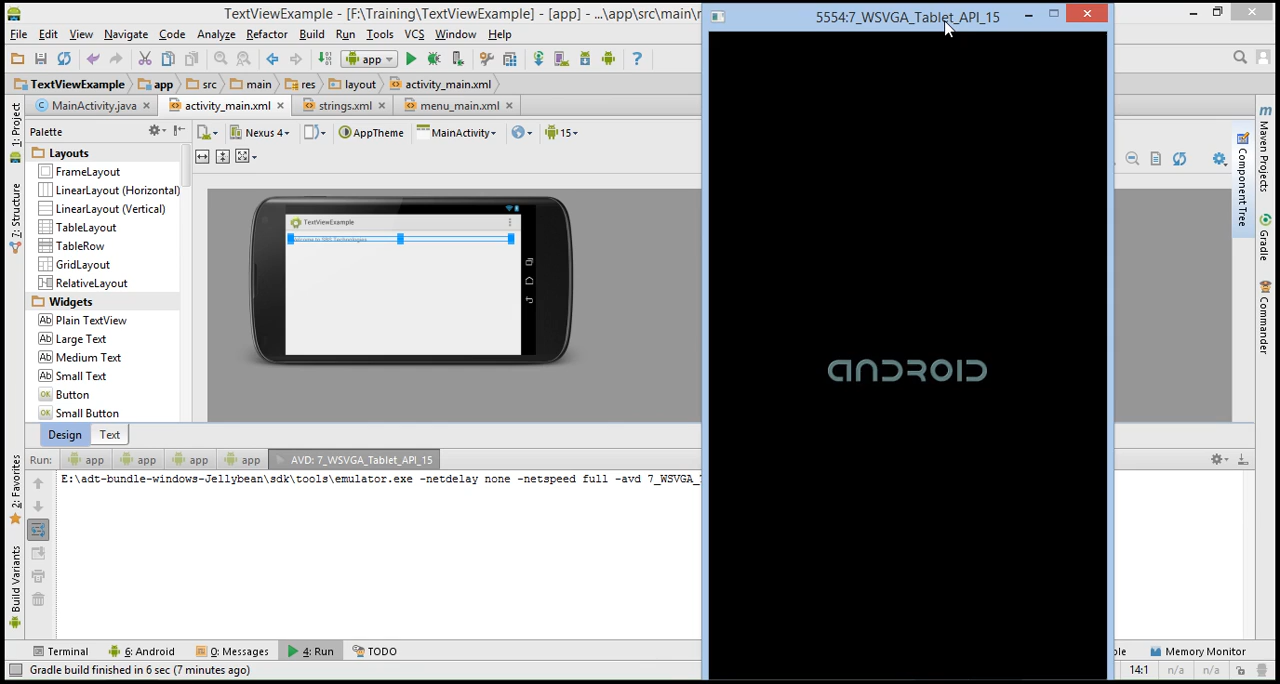 TextViewExample - [F:\Training\TextViewExample] - [app] - ...\app\src\main\r
5554:7_WSVGA_Tablet_API_15
File Edit View Navigate Code Analyze Refactor Build Run Tools VCS Window Help
app
TextViewExample app src main res layout activity_main.xml
MainActivity.java activity_main.xml strings.xml menu_main.xml
1: Project
7: Structure
2: Favorites
Build Variants
Palette
Nexus 4 AppTheme MainActivity 15
Layouts
FrameLayout
LinearLayout (Horizontal)
LinearLayout (Vertical)
TableLayout
TableRow
GridLayout
RelativeLayout
Widgets
Plain TextView
Large Text
Medium Text
Small Text
Button
Small Button
TextViewExample
Welcome to SBS Technologies
ANDROID
Component Tree
Maven Projects
Gradle
Commander
Design Text
Run: app app app app AVD: 7_WSVGA_Tablet_API_15
E:\adt-bundle-windows-Jellybean\sdk\tools\emulator.exe -netdelay none -netspeed full -avd 7_WSVGA_
Terminal 6: Android 0: Messages 4: Run TODO Memory Monitor
Gradle build finished in 6 sec (7 minutes ago) 14:1 n/a n/a